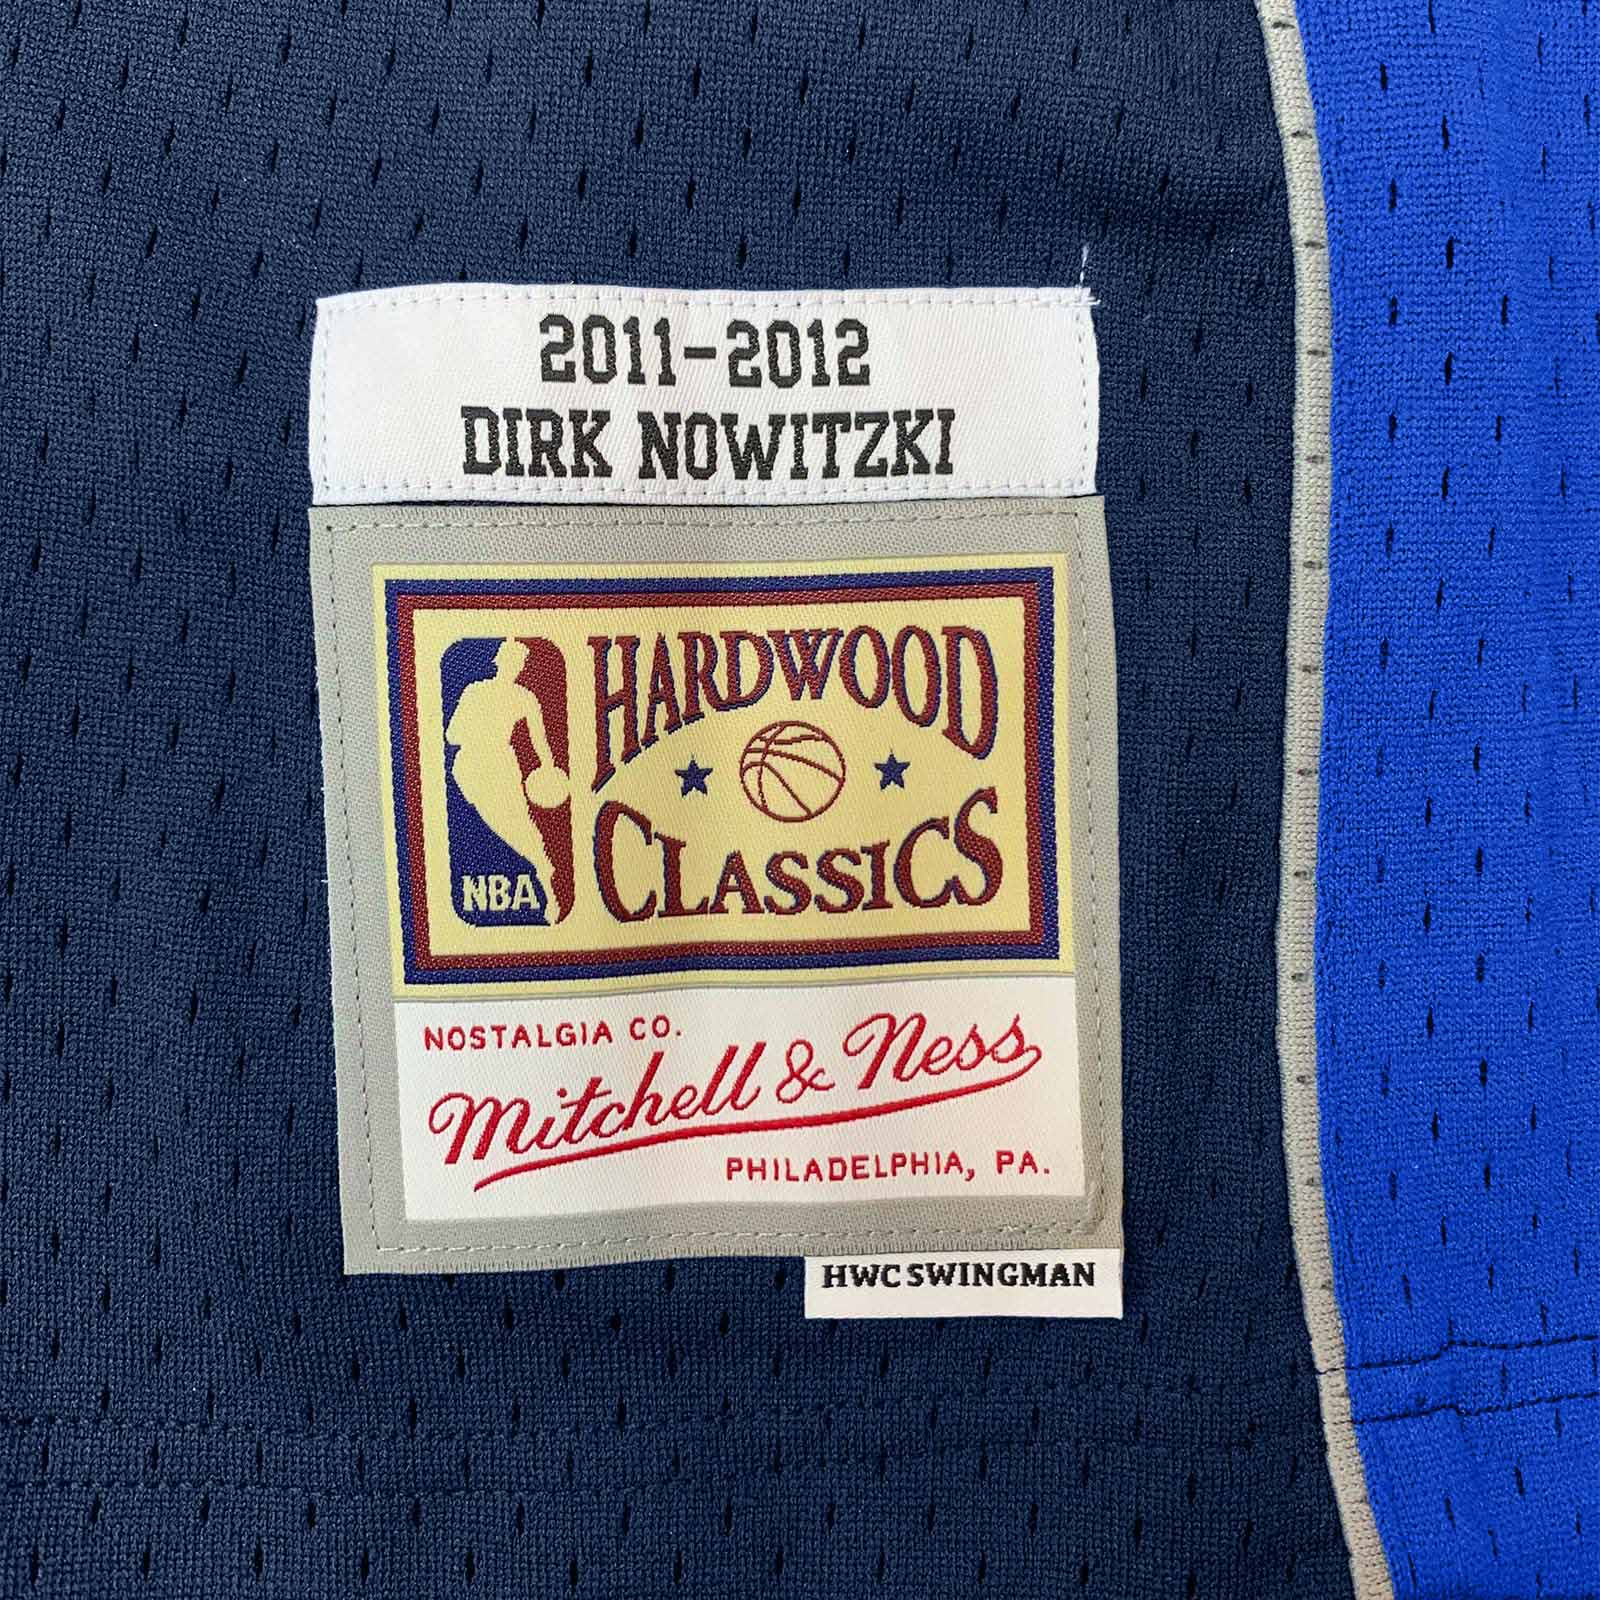 2011-2012
DIRK NOWITZKI
HARDWOOD
CLASSICS
NBA
NOSTALGIA CO.
Mitchell & Ness
PHILADELPHIA, PA.
HWC SWINGMAN